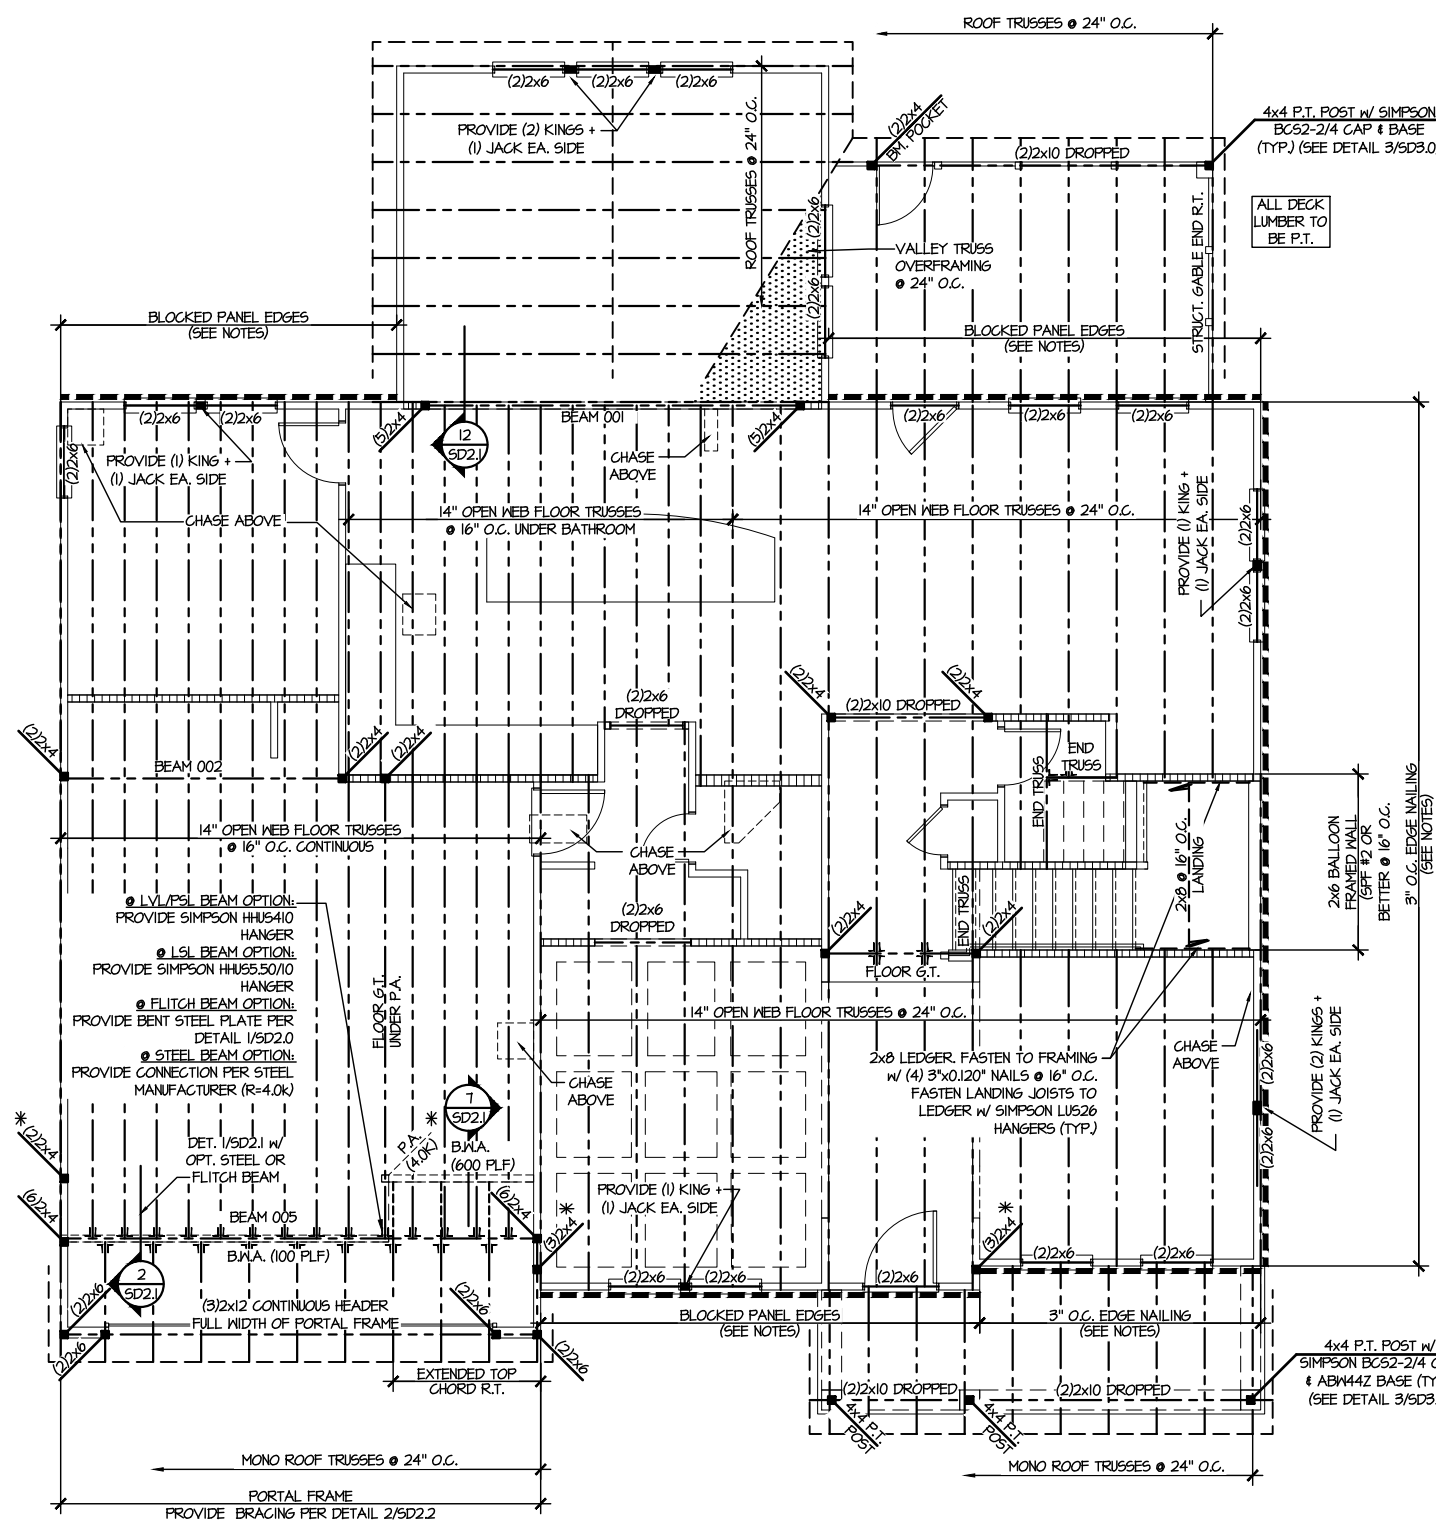 ROOF TRUSSES @ 24" O.C.
(2)2x6
(2)2x6
(2)2x6
PROVIDE (2) KINGS +
(1) JACK EA. SIDE
ROOF TRUSSES @ 24" O.C.
(2)2x4
BM. POCKET
(2)2x10 DROPPED
4x4 P.T. POST W/ SIMPSON
BCS2-2/4 CAP & BASE
(TYP.) (SEE DETAIL 3/SD3.0
ALL DECK
LUMBER TO
BE P.T.
STRUCT. GABLE END R.T.
(2)2x6
(2)2x6
VALLEY TRUSS
OVERFRAMING
@ 24" O.C.
BLOCKED PANEL EDGES
(SEE NOTES)
BLOCKED PANEL EDGES
(SEE NOTES)
(2)2x6
(2)2x6
(2)2x6
PROVIDE (1) KING +
(1) JACK EA. SIDE
(5)2x4
12
SD2.1
BEAM 001
(5)2x4
CHASE
ABOVE
(2)2x6
(2)2x6
(2)2x6
CHASE ABOVE
14" OPEN WEB FLOOR TRUSSES
@ 16" O.C. UNDER BATHROOM
14" OPEN WEB FLOOR TRUSSES @ 24" O.C.
PROVIDE (1) KING +
(1) JACK EA. SIDE
(2)2x6
(2)2x6
(2)2x4
BEAM 002
(2)2x4
(2)2x4
(2)2x6
DROPPED
(2)2x4
(2)2x10 DROPPED
(2)2x4
END
TRUSS
END TRUSS
14" OPEN WEB FLOOR TRUSSES
@ 16" O.C. CONTINUOUS
CHASE
ABOVE
2x8 @ 16" O.C.
LANDING
2x6 BALLOON
FRAMED WALL
(SPF #2 OR
BETTER @ 16" O.C.
3" O.C. EDGE NAILING
(SEE NOTES)
@ LVL/PSL BEAM OPTION:
PROVIDE SIMPSON HHUS410
HANGER
@ LSL BEAM OPTION:
PROVIDE SIMPSON HHUS5.50/10
HANGER
@ FLITCH BEAM OPTION:
PROVIDE BENT STEEL PLATE PER
DETAIL 1/SD2.0
@ STEEL BEAM OPTION:
PROVIDE CONNECTION PER STEEL
MANUFACTURER (R=4.0k)
FLOOR G.T.
UNDER P.A.
(2)2x6
DROPPED
(2)2x4
END TRUSS
(2)2x4
FLOOR G.T.
14" OPEN WEB FLOOR TRUSSES @ 24" O.C.
2x8 LEDGER. FASTEN TO FRAMING
W/ (4) 3"x0.120" NAILS @ 16" O.C.
FASTEN LANDING JOISTS TO
LEDGER W/ SIMPSON LUS26
HANGERS (TYP.)
CHASE
ABOVE
PROVIDE (2) KINGS +
(1) JACK EA. SIDE
(2)2x6
(2)2x6
CHASE
ABOVE
7
SD2.1
*
(2)2x4
DET. 1/SD2.1 W/
OPT. STEEL OR
FLITCH BEAM
P.A.
(4.0K)
*
B.W.A.
(600 PLF)
(6)2x4
BEAM 005
B.W.A. (100 PLF)
(6)2x4
*
(3)2x4
PROVIDE (1) KING +
(1) JACK EA. SIDE
(2)2x6
(2)2x6
(2)2x6
*
(3)2x4
(2)2x6
(2)2x6
2
SD2.1
(2)2x6
(3)2x12 CONTINUOUS HEADER
FULL WIDTH OF PORTAL FRAME
(2)2x6
(2)2x6
(2)2x6
BLOCKED PANEL EDGES
(SEE NOTES)
3" O.C. EDGE NAILING
(SEE NOTES)
EXTENDED TOP
CHORD R.T.
(2)2x10 DROPPED
(2)2x10 DROPPED
4x4 P.T.
POST
4x4 P.T.
POST
4x4 P.T. POST W/
SIMPSON BCS2-2/4 C
& ABW44Z BASE (TY
(SEE DETAIL 3/SD3.
MONO ROOF TRUSSES @ 24" O.C.
MONO ROOF TRUSSES @ 24" O.C.
PORTAL FRAME
PROVIDE BRACING PER DETAIL 2/SD2.2